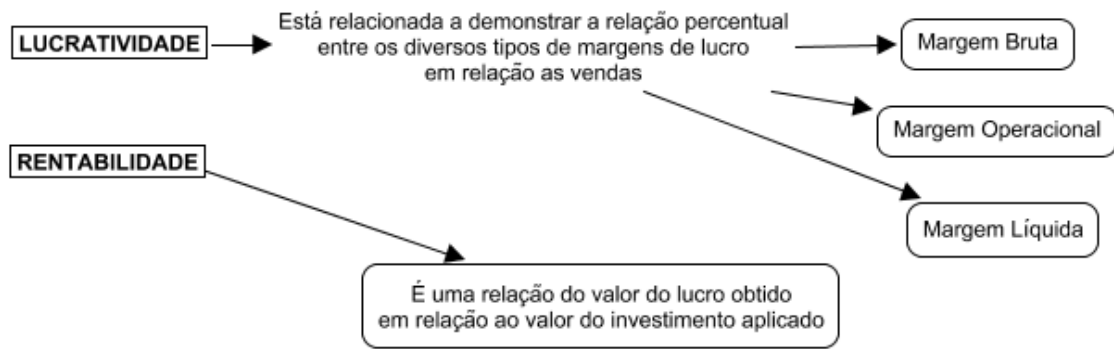 LUCRATIVIDADE
Está relacionada a demonstrar a relação percentual
entre os diversos tipos de margens de lucro
em relação as vendas
Margem Bruta
Margem Operacional
Margem Líquida
RENTABILIDADE
É uma relação do valor do lucro obtido
em relação ao valor do investimento aplicado